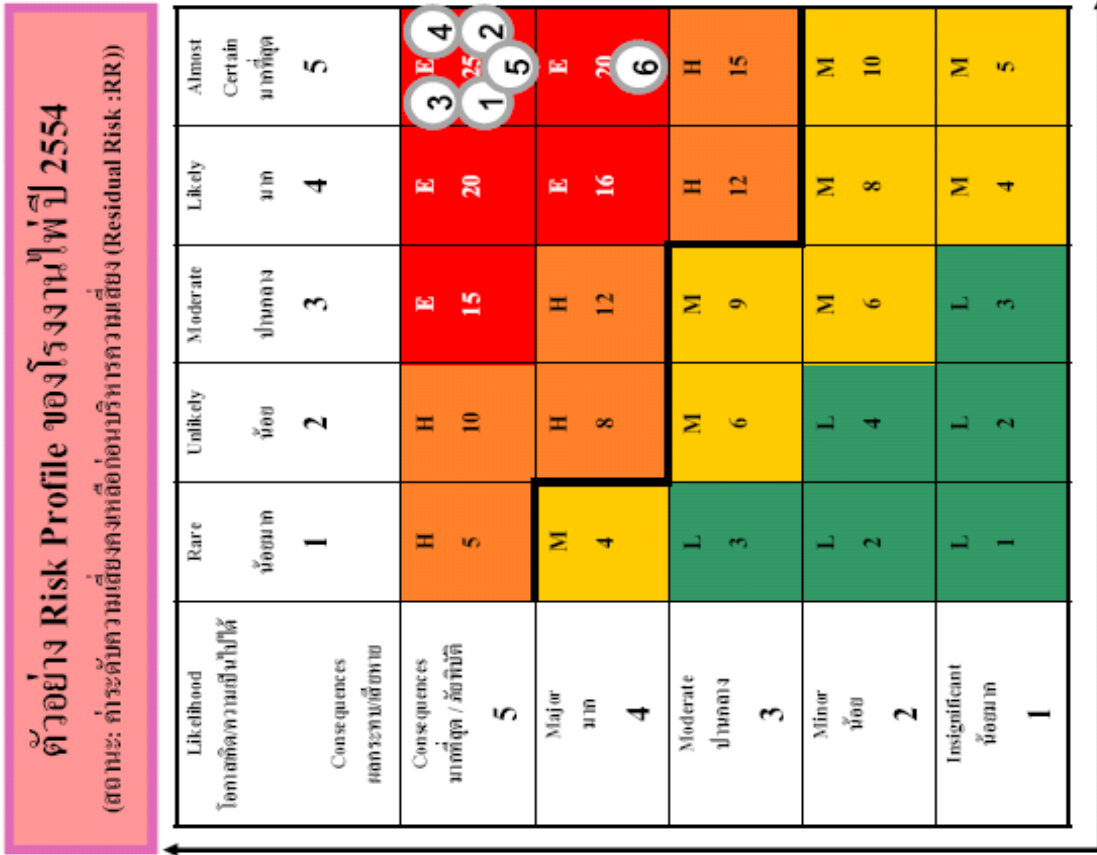 ตัวอย่าง Risk Profile ของโรงงานไพ่ ปี 2554
(สถานะ: ค่าระดับความเสี่ยงคงเหลือก่อนบริหารความเสี่ยง (Residual Risk :RR))
Likelihood
โอกาสเกิด/ความเป็นไปได้
Consequences
ผลกระทบ/เสียหาย
Rare
น้อยมาก
1
Unlikely
น้อย
2
Moderate
ปานกลาง
3
Likely
มาก
4
Almost
Certain
มากที่สุด
5
Consequences
มากที่สุด / ภัยพิบัติ
5
H
5
H
10
E
15
E
20
E
25
3
4
1
2
5
Major
มาก
4
M
4
H
8
H
12
E
16
E
20
6
Moderate
ปานกลาง
3
L
3
M
6
M
9
H
12
H
15
Minor
น้อย
2
L
2
L
4
M
6
M
8
M
10
Insignificant
น้อยมาก
1
L
1
L
2
L
3
M
4
M
5